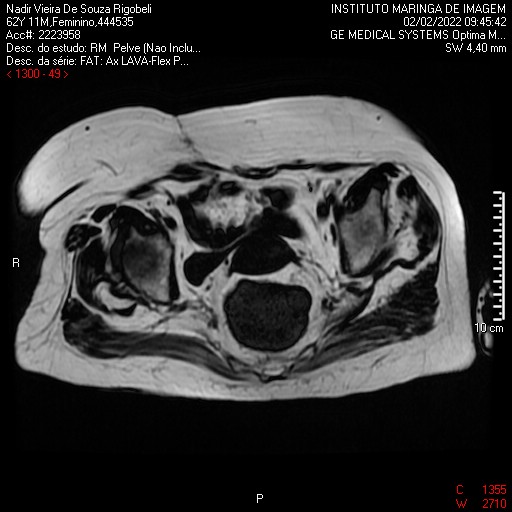 Nadir Vieira De Souza Rigobeli
62Y 11M,Feminino,444535
Acc#: 2223958
Desc. do estudo: RM Pelve (Nao Inclu...
Desc. da série: FAT: Ax LAVA-Flex P...
< 1300 - 49 >
INSTITUTO MARINGA DE IMAGEM
02/02/2022 09:45:42
GE MEDICAL SYSTEMS Optima M...
SW 4,40 mm
R
10 cm
P
C 1355
W 2710